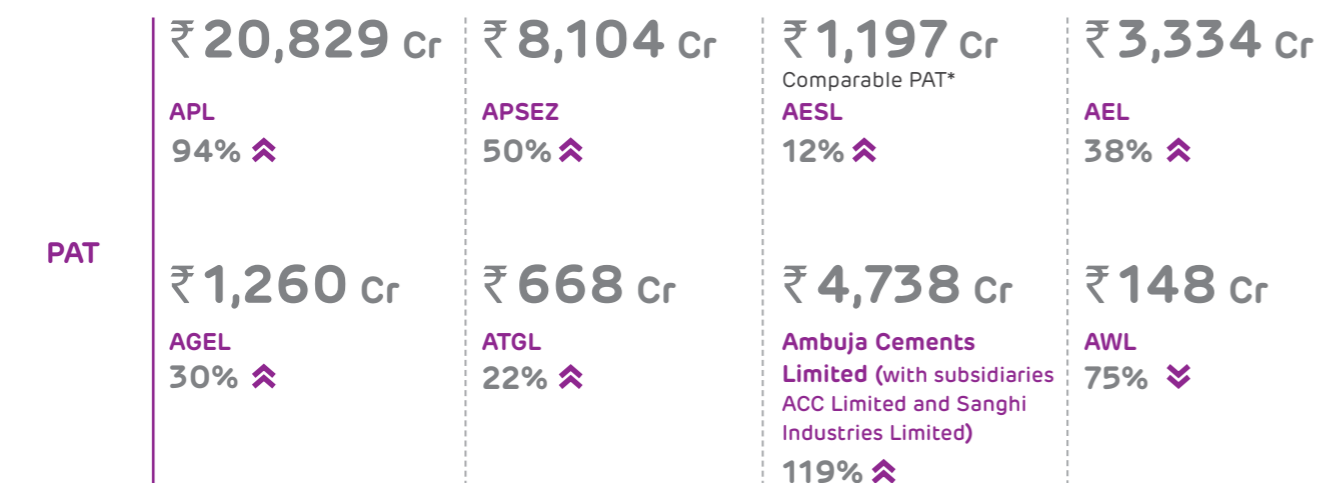 PAT
₹20,829 Cr
APL
94%
₹8,104 Cr
APSEZ
50%
₹1,197 Cr
Comparable PAT*
AESL
12%
₹3,334 Cr
AEL
38%
₹1,260 Cr
AGEL
30%
₹668 Cr
ATGL
22%
₹4,738 Cr
Ambuja Cements
Limited (with subsidiaries
ACC Limited and Sanghi
Industries Limited)
119%
₹148 Cr
AWL
75%